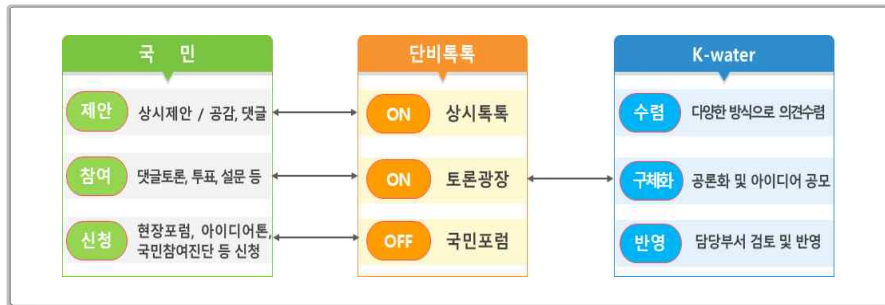 국 민
제안 상시제안 / 공감, 댓글
참여 댓글토론, 투표, 설문 등
신청 현장포럼, 아이디어톤,
국민참여진단 등 신청
단비톡톡
ON 상시톡톡
ON 토론광장
OFF 국민포럼
K-water
수렴 다양한 방식으로 의견수렴
구체화 공론화 및 아이디어 공모
반영 담당부서 검토 및 반영